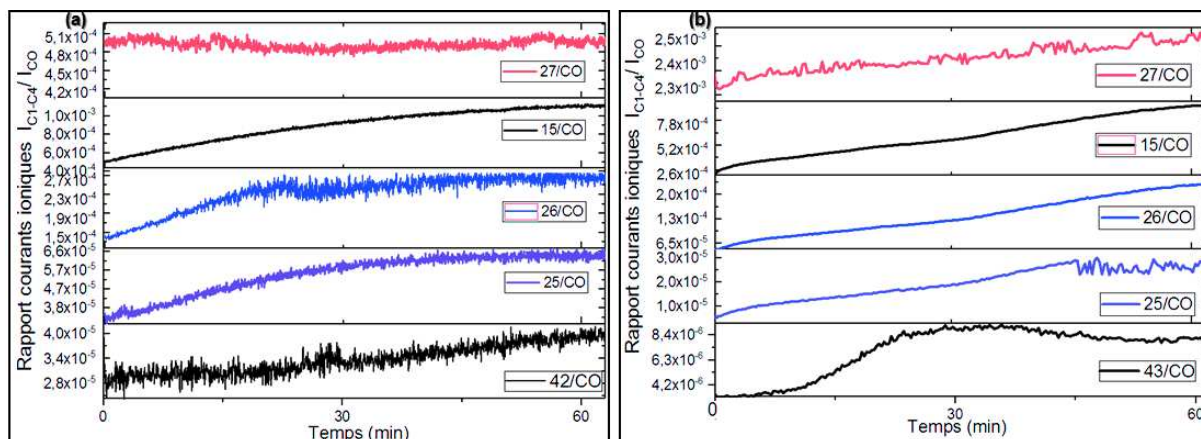 (a)
Rapport courants ioniques I_C1-C4/ I_CO
5,1x10⁻⁴
4,8x10⁻⁴
4,5x10⁻⁴
4,2x10⁻⁴
27/CO
1,0x10⁻³
8,0x10⁻⁴
6,0x10⁻⁴
4,0x10⁻⁴
15/CO
2,7x10⁻⁴
2,3x10⁻⁴
1,9x10⁻⁴
1,5x10⁻⁴
26/CO
6,6x10⁻⁵
5,7x10⁻⁵
4,7x10⁻⁵
3,8x10⁻⁵
25/CO
4,0x10⁻⁵
3,4x10⁻⁵
2,8x10⁻⁵
42/CO
0 30 60
Temps (min)
(b)
Rapport courants ioniques I_C1-C4/ I_CO
2,5x10⁻³
2,4x10⁻³
2,3x10⁻³
27/CO
7,8x10⁻⁴
5,2x10⁻⁴
2,6x10⁻⁴
15/CO
2,0x10⁻⁴
1,3x10⁻⁴
6,5x10⁻⁵
26/CO
3,0x10⁻⁵
2,0x10⁻⁵
1,0x10⁻⁵
25/CO
8,4x10⁻⁶
6,3x10⁻⁶
4,2x10⁻⁶
43/CO
0 30 60
Temps (min)